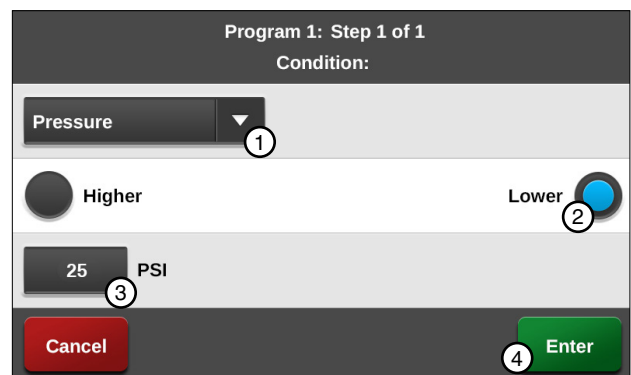 Program 1: Step 1 of 1
Condition:
Pressure
1
Higher
Lower
2
25 PSI
3
Cancel
4 Enter